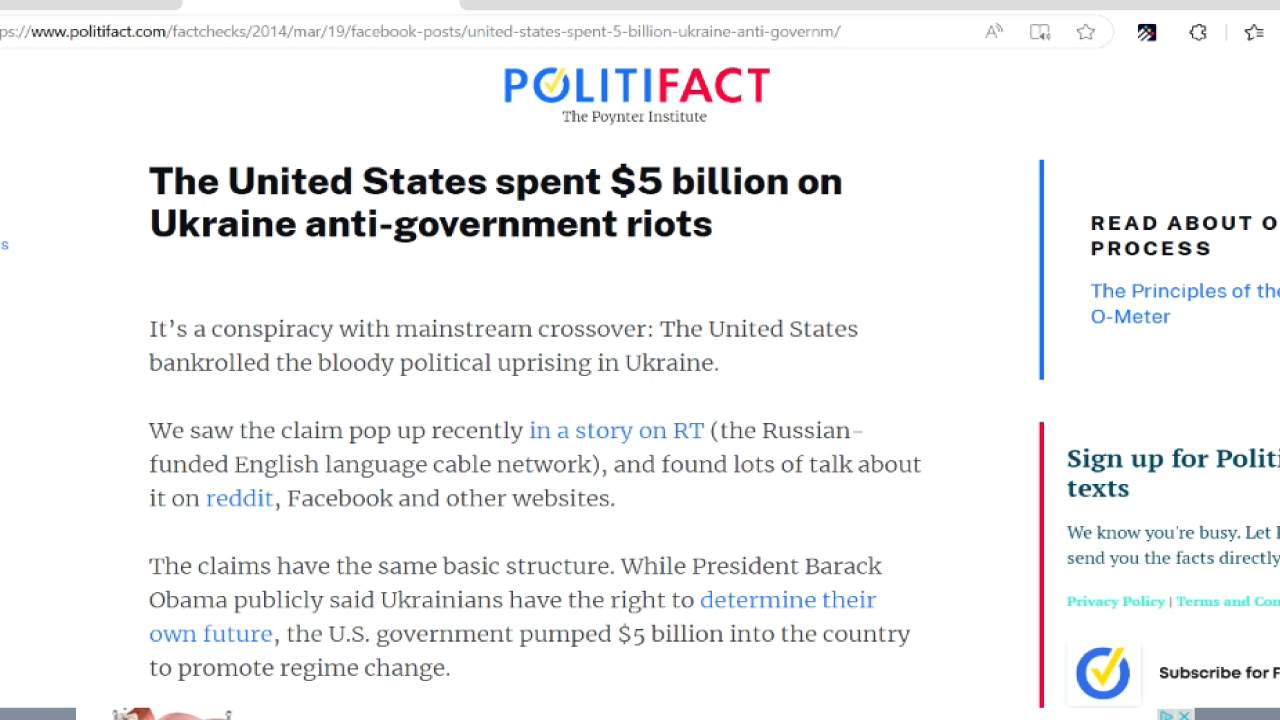 ps://www.politifact.com/factchecks/2014/mar/19/facebook-posts/united-states-spent-5-billion-ukraine-anti-governm/
POLITIFACT
The Poynter Institute
The United States spent $5 billion on
Ukraine anti-government riots
s
It's a conspiracy with mainstream crossover: The United States
bankrolled the bloody political uprising in Ukraine.
We saw the claim pop up recently in a story on RT (the Russian-
funded English language cable network), and found lots of talk about
it on reddit, Facebook and other websites.
The claims have the same basic structure. While President Barack
Obama publicly said Ukrainians have the right to determine their
own future, the U.S. government pumped $5 billion into the country
to promote regime change.
READ ABOUT O
PROCESS
The Principles of the
O-Meter
Sign up for Politi
texts
We know you're busy. Let
send you the facts directly
Privacy Policy | Terms and Con
Subscribe for F